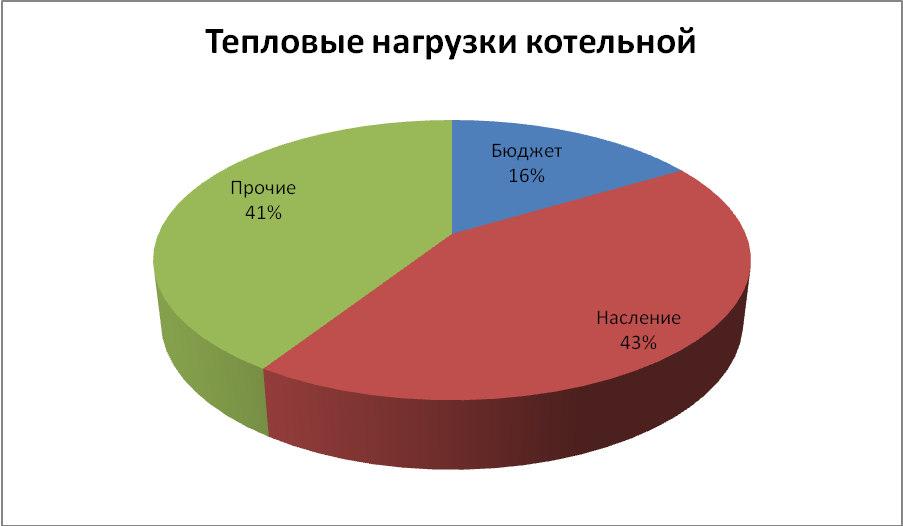 Тепловые нагрузки котельной
Бюджет
16%
Прочие
41%
Насление
43%